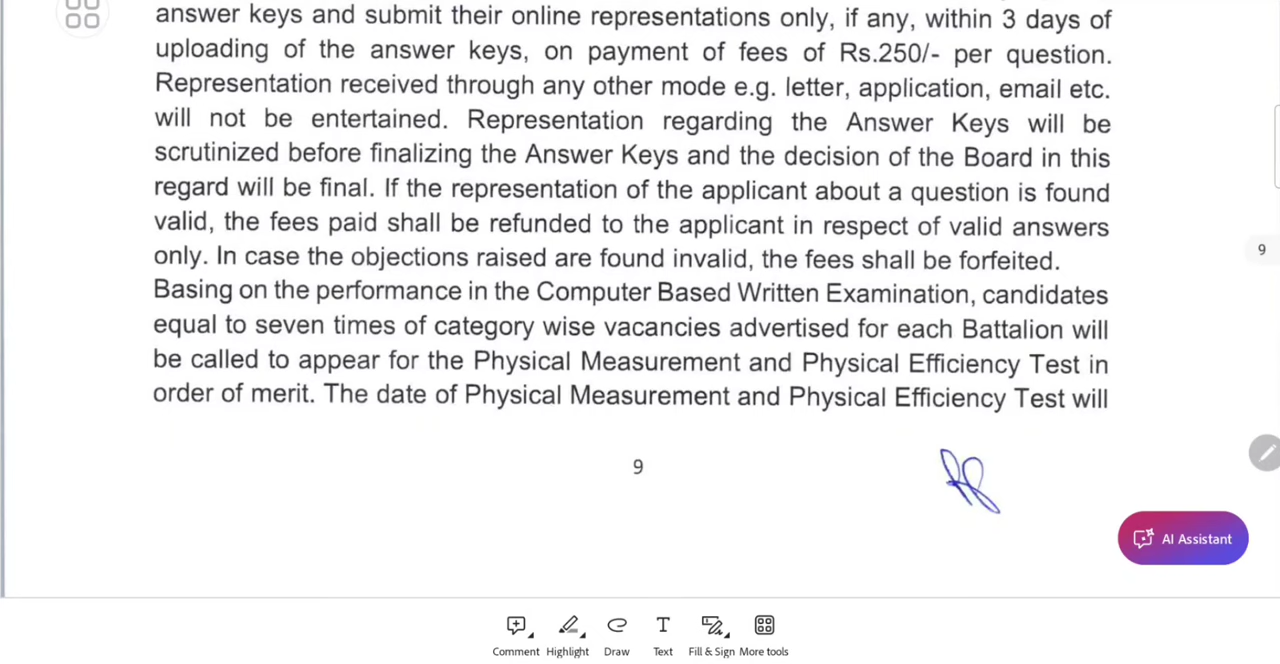 answer keys and submit their online representations only, if any, within 3 days of
uploading of the answer keys, on payment of fees of Rs.250/- per question.
Representation received through any other mode e.g. letter, application, email etc.
will not be entertained. Representation regarding the Answer Keys will be
scrutinized before finalizing the Answer Keys and the decision of the Board in this
regard will be final. If the representation of the applicant about a question is found
valid, the fees paid shall be refunded to the applicant in respect of valid answers
only. In case the objections raised are found invalid, the fees shall be forfeited.
Basing on the performance in the Computer Based Written Examination, candidates
equal to seven times of category wise vacancies advertised for each Battalion will
be called to appear for the Physical Measurement and Physical Efficiency Test in
order of merit. The date of Physical Measurement and Physical Efficiency Test will
9
9
AI Assistant
Comment Highlight Draw Text Fill & Sign More tools